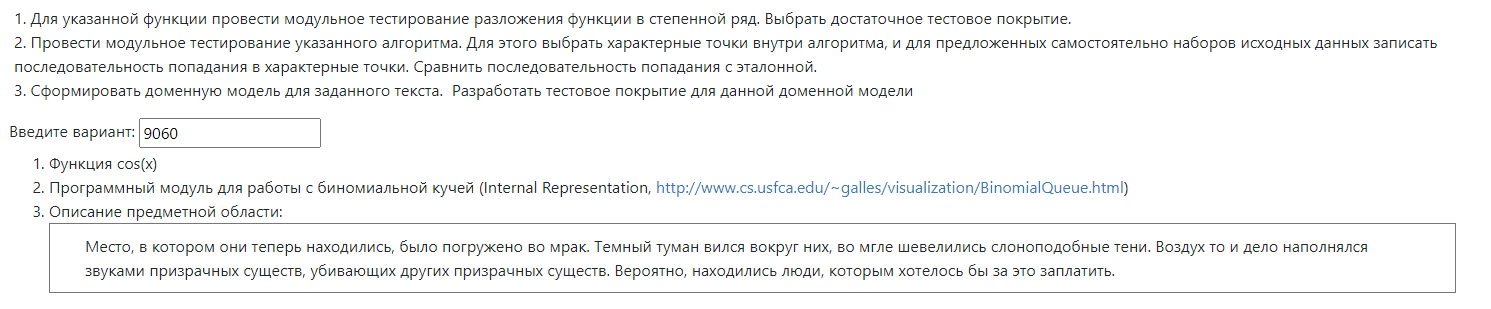 1. Для указанной функции провести модульное тестирование разложения функции в степенной ряд. Выбрать достаточное тестовое покрытие.
2. Провести модульное тестирование указанного алгоритма. Для этого выбрать характерные точки внутри алгоритма, и для предложенных самостоятельно наборов исходных данных записать
последовательность попадания в характерные точки. Сравнить последовательность попадания с эталонной.
3. Сформировать доменную модель для заданного текста. Разработать тестовое покрытие для данной доменной модели
Введите вариант: 9060
1. Функция cos(x)
2. Программный модуль для работы с биномиальной кучей (Internal Representation, http://www.cs.usfca.edu/~galles/visualization/BinomialQueue.html)
3. Описание предметной области:
Место, в котором они теперь находились, было погружено во мрак. Темный туман вился вокруг них, во мгле шевелились слоноподобные тени. Воздух то и дело наполнялся
звуками призрачных существ, убивающих других призрачных существ. Вероятно, находились люди, которым хотелось бы за это заплатить.